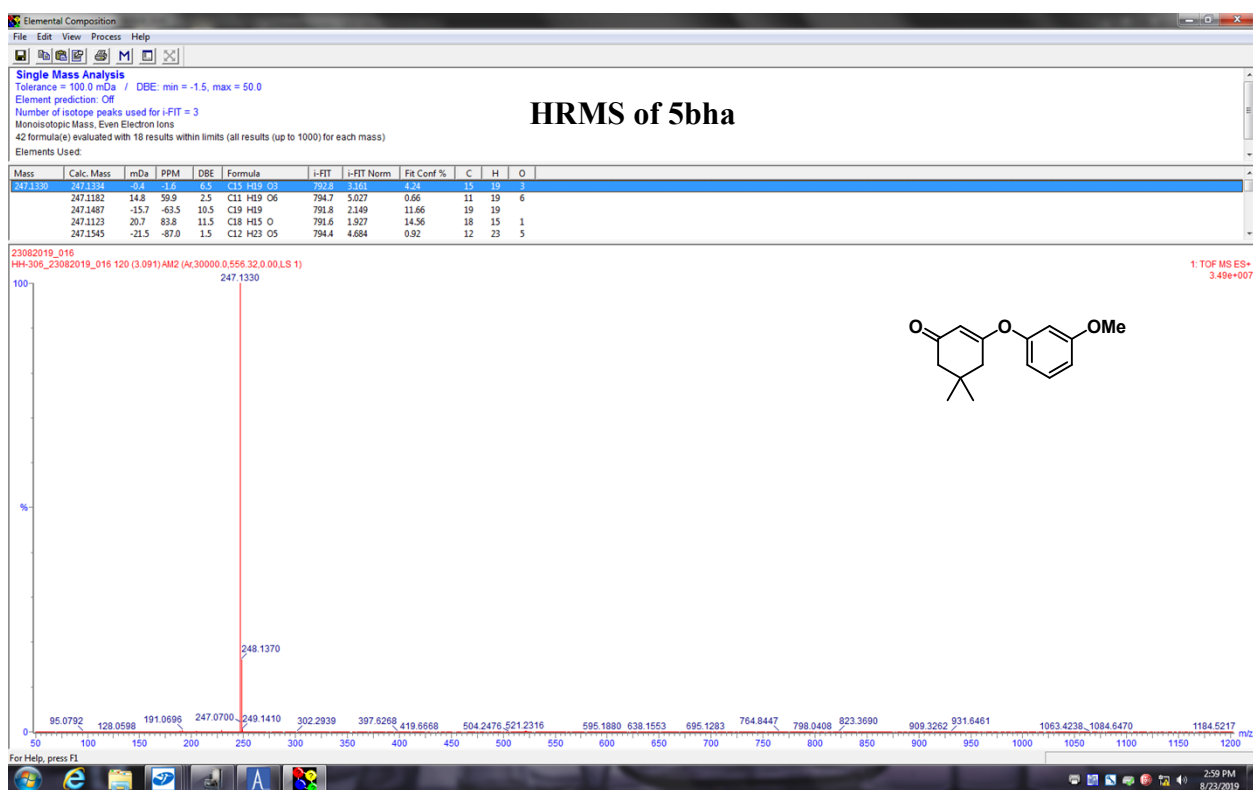 Elemental Composition
File Edit View Process Help
Single Mass Analysis
Tolerance = 100.0 mDa / DBE: min = -1.5, max = 50.0
Element prediction: Off
Number of isotope peaks used for i-FIT = 3
Monoisotopic Mass, Even Electron Ions
42 formula(e) evaluated with 18 results within limits (all results (up to 1000) for each mass)
Elements Used:
HRMS of 5bha
Mass Calc. Mass mDa PPM DBE Formula i-FIT i-FIT Norm Fit Conf % C H O
247.1330 247.1334 -0.4 -1.6 6.5 C15 H19 O3 792.8 3.161 4.24 15 19 3
247.1182 14.8 59.9 2.5 C11 H19 O6 794.7 5.027 0.66 11 19 6
247.1487 -15.7 -63.5 10.5 C19 H19 791.8 2.149 11.66 19 19
247.1123 20.7 83.8 11.5 C18 H15 O 791.6 1.927 14.56 18 15 1
247.1545 -21.5 -87.0 1.5 C12 H23 O5 794.4 4.684 0.92 12 23 5
23082019_016
HH-306_23082019_016 120 (3.091) AM2 (Ar,30000.0,556.32,0.00,LS 1)
1: TOF MS ES+
3.49e+007
247.1330
100
O O OMe
%
248.1370
95.0792 128.0598 191.0696 247.0700 249.1410 302.2939 397.6268 419.6668 504.2476 521.2316 595.1880 638.1553 695.1283 764.8447 798.0408 823.3690 909.3262 931.6461 1063.4238 1084.6470 1184.5217
0
m/z
50 100 150 200 250 300 350 400 450 500 550 600 650 700 750 800 850 900 950 1000 1050 1100 1150 1200
For Help, press F1
2:59 PM
8/23/2019